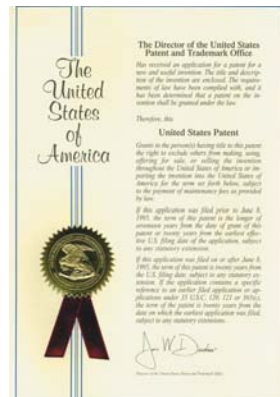 The
United
States
of
America
The Director of the United States
Patent and Trademark Office
Has received an application for a patent for a
new and useful invention. The title and descrip-
tion of the invention are enclosed. The require-
ments of law have been complied with, and it
has been determined that a patent on the in-
vention shall be granted under the law.
Therefore, this
United States Patent
Grants to the person(s) having title to this patent
the right to exclude others from making, using,
offering for sale, or selling the invention
throughout the United States of America or im-
porting the invention into the United States of
America for the term set forth below, subject
to the payment of maintenance fees as provided
by law.
If this application was filed prior to June 8,
1995, the term of this patent is the longer of
seventeen years from the date of grant of this
patent or twenty years from the earliest effec-
tive U.S. filing date of the application, subject
to any statutory extension.
If this application was filed on or after June 8,
1995, the term of this patent is twenty years from
the U.S. filing date, subject to any statutory ex-
tension. If the application contains a specific
reference to an earlier filed application or ap-
plications under 35 U.S.C. 120, 121 or 365(c),
the term of the patent is twenty years from the
date on which the earliest application was filed,
subject to any statutory extensions.
Jon W. Dudas
Director of the United States Patent and Trademark Office